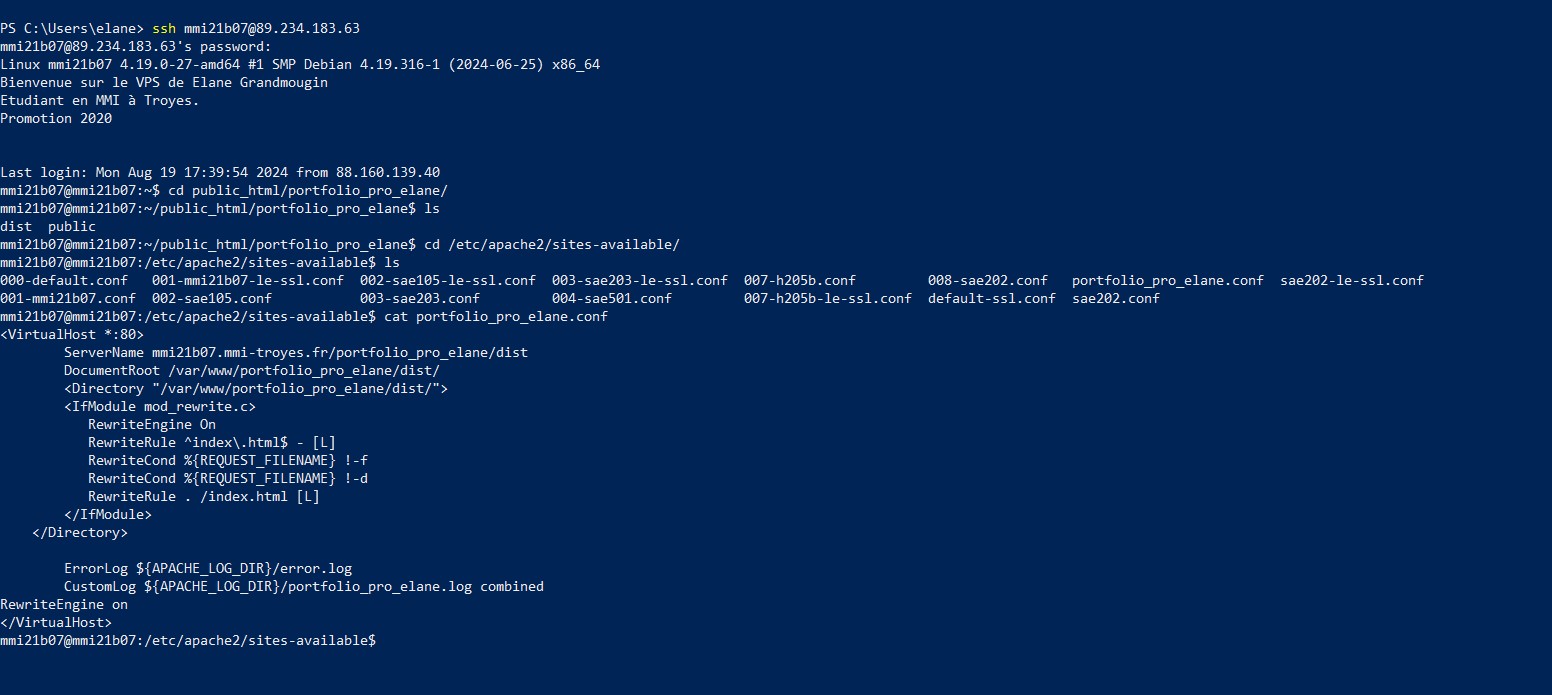 PS C:\Users\elane> ssh mmi21b07@89.234.183.63
mmi21b07@89.234.183.63's password:
Linux mmi21b07 4.19.0-27-amd64 #1 SMP Debian 4.19.316-1 (2024-06-25) x86_64
Bienvenue sur le VPS de Elane Grandmougin
Etudiant en MMI à Troyes.
Promotion 2020
Last login: Mon Aug 19 17:39:54 2024 from 88.160.139.40
mmi21b07@mmi21b07:~$ cd public_html/portfolio_pro_elane/
mmi21b07@mmi21b07:~/public_html/portfolio_pro_elane$ ls
dist  public
mmi21b07@mmi21b07:~/public_html/portfolio_pro_elane$ cd /etc/apache2/sites-available/
mmi21b07@mmi21b07:/etc/apache2/sites-available$ ls
000-default.conf   001-mmi21b07-le-ssl.conf  002-sae105-le-ssl.conf  003-sae203-le-ssl.conf  007-h205b.conf         008-sae202.conf   portfolio_pro_elane.conf  sae202-le-ssl.conf
001-mmi21b07.conf  002-sae105.conf           003-sae203.conf         004-sae501.conf         007-h205b-le-ssl.conf  default-ssl.conf  sae202.conf
mmi21b07@mmi21b07:/etc/apache2/sites-available$ cat portfolio_pro_elane.conf
<VirtualHost *:80>
        ServerName mmi21b07.mmi-troyes.fr/portfolio_pro_elane/dist
        DocumentRoot /var/www/portfolio_pro_elane/dist/
        <Directory "/var/www/portfolio_pro_elane/dist/">
        <IfModule mod_rewrite.c>
           RewriteEngine On
           RewriteRule ^index\.html$ - [L]
           RewriteCond %{REQUEST_FILENAME} !-f
           RewriteCond %{REQUEST_FILENAME} !-d
           RewriteRule . /index.html [L]
        </IfModule>
    </Directory>
        ErrorLog ${APACHE_LOG_DIR}/error.log
        CustomLog ${APACHE_LOG_DIR}/portfolio_pro_elane.log combined
RewriteEngine on
</VirtualHost>
mmi21b07@mmi21b07:/etc/apache2/sites-available$